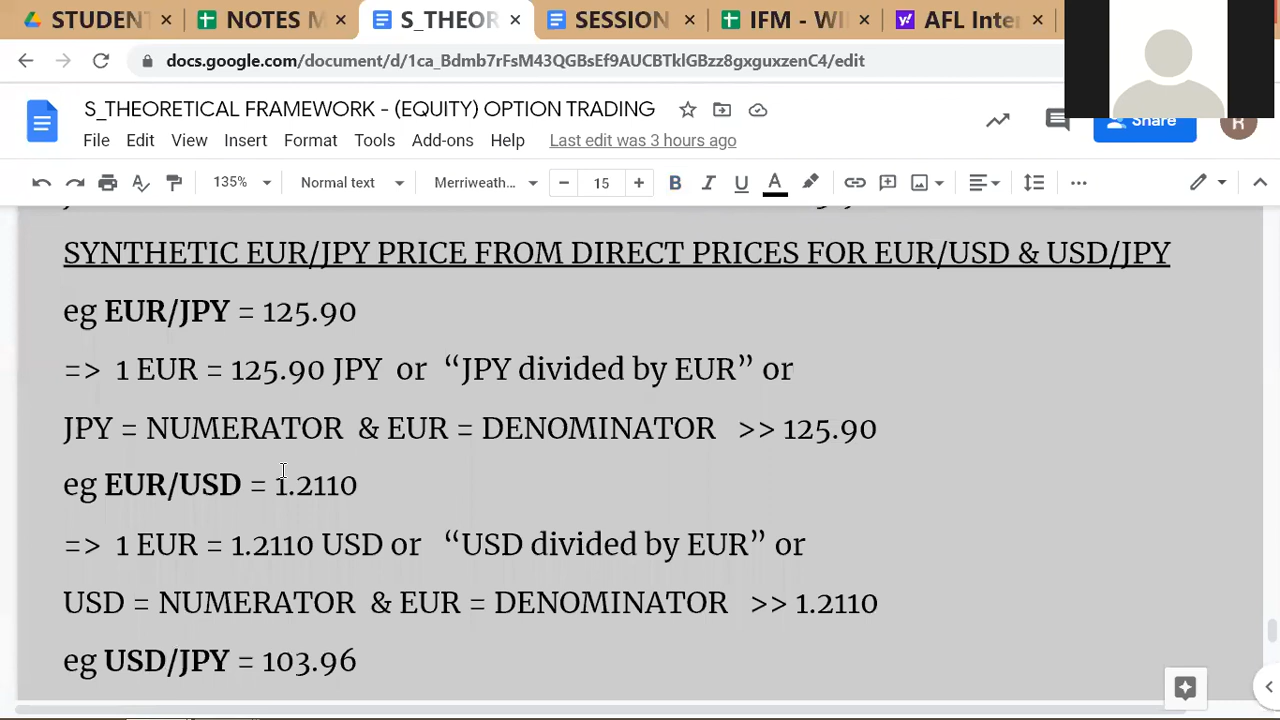 STUDEN
NOTES M
S_THEOR
SESSION
IFM - WI
AFL Inte
docs.google.com/document/d/1ca_Bdmb7rFsM43QGBsEf9AUCBTklGBzz8gxguxzenC4/edit
S_THEORETICAL FRAMEWORK - (EQUITY) OPTION TRADING
Share
R
File Edit View Insert Format Tools Add-ons Help Last edit was 3 hours ago
135% Normal text Merriweath... 15 B I U A
SYNTHETIC EUR/JPY PRICE FROM DIRECT PRICES FOR EUR/USD & USD/JPY
eg EUR/JPY = 125.90
=> 1 EUR = 125.90 JPY or “JPY divided by EUR” or
JPY = NUMERATOR & EUR = DENOMINATOR >> 125.90
eg EUR/USD = 1.2110
=> 1 EUR = 1.2110 USD or “USD divided by EUR” or
USD = NUMERATOR & EUR = DENOMINATOR >> 1.2110
eg USD/JPY = 103.96